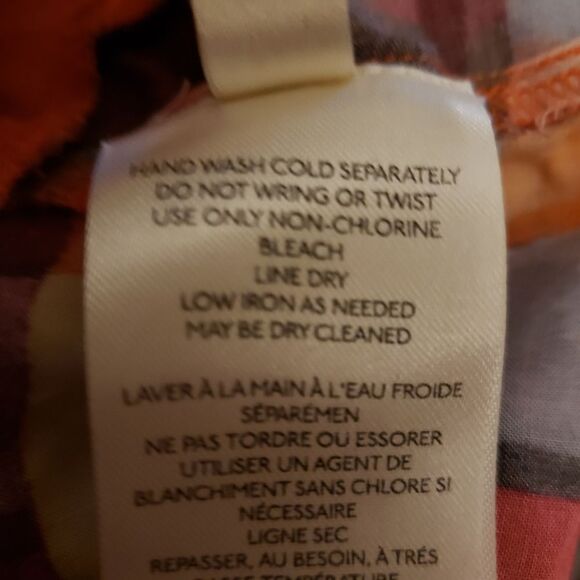 HAND WASH COLD SEPARATELY
DO NOT WRING OR TWIST
USE ONLY NON-CHLORINE
BLEACH
LINE DRY
LOW IRON AS NEEDED
MAY BE DRY CLEANED
LAVER À LA MAIN À L'EAU FROIDE
SÉPARÉMEN
NE PAS TORDRE OU ESSORER
UTILISER UN AGENT DE
BLANCHIMENT SANS CHLORE SI
NÉCESSAIRE
LIGNE SEC
REPASSER, AU BESOIN, À TRÉS
TEMPÉRATURE